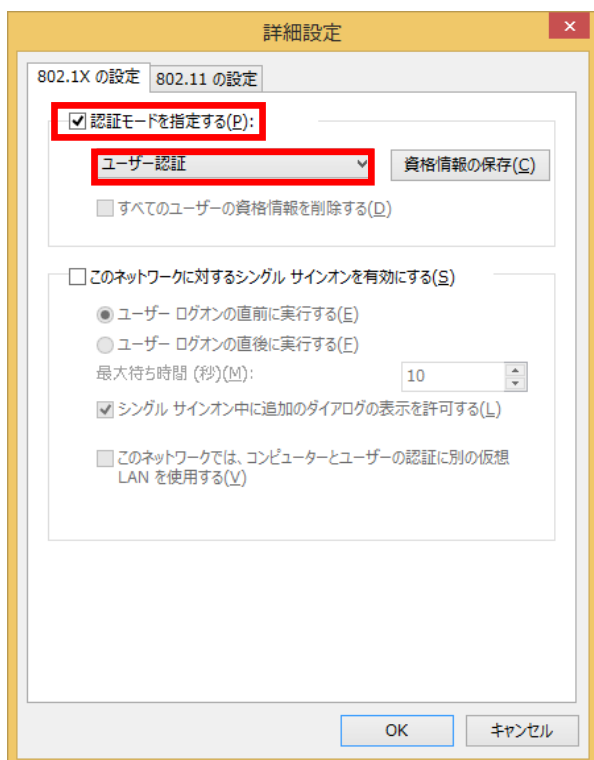 詳細設定
802.1X の設定 802.11 の設定
認証モードを指定する(P):
ユーザー認証 資格情報の保存(C)
すべてのユーザーの資格情報を削除する(D)
このネットワークに対するシングル サインオンを有効にする(S)
ユーザー ログオンの直前に実行する(E)
ユーザー ログオンの直後に実行する(F)
最大待ち時間 (秒)(M): 10
シングル サインオン中に追加のダイアログの表示を許可する(L)
このネットワークでは、コンピューターとユーザーの認証に別の仮想
LAN を使用する(V)
OK キャンセル